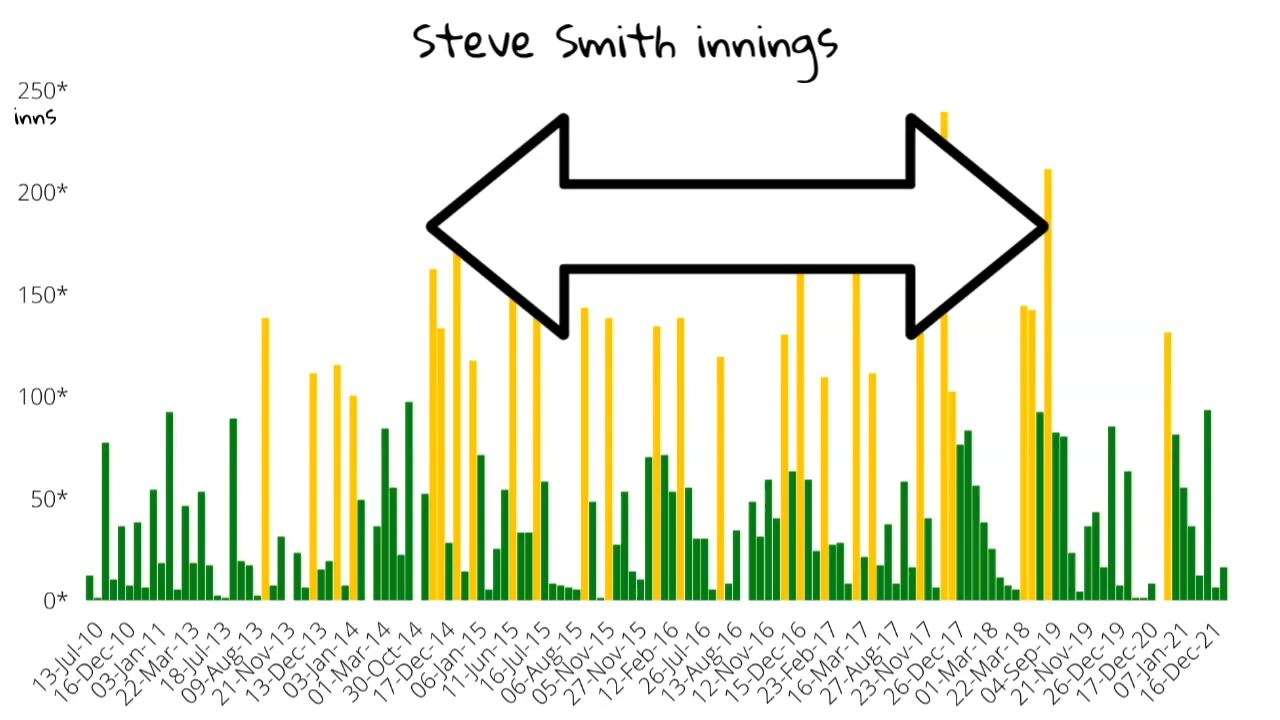 Steve Smith innings
250*
inns
200*
150*
100*
50*
0*
13-Jul-10
16-Dec-10
03-Jan-11
22-Mar-13
18-Jul-13
09-Aug-13
21-Nov-13
13-Dec-13
03-Jan-14
01-Mar-14
30-Oct-14
17-Dec-14
06-Jan-15
11-Jun-15
16-Jul-15
06-Aug-15
05-Nov-15
27-Nov-15
12-Feb-16
26-Jul-16
13-Aug-16
12-Nov-16
15-Dec-16
23-Feb-17
16-Mar-17
27-Aug-17
23-Nov-17
26-Dec-17
01-Mar-18
22-Mar-18
04-Sep-19
21-Nov-19
26-Dec-19
17-Dec-20
07-Jan-21
16-Dec-21